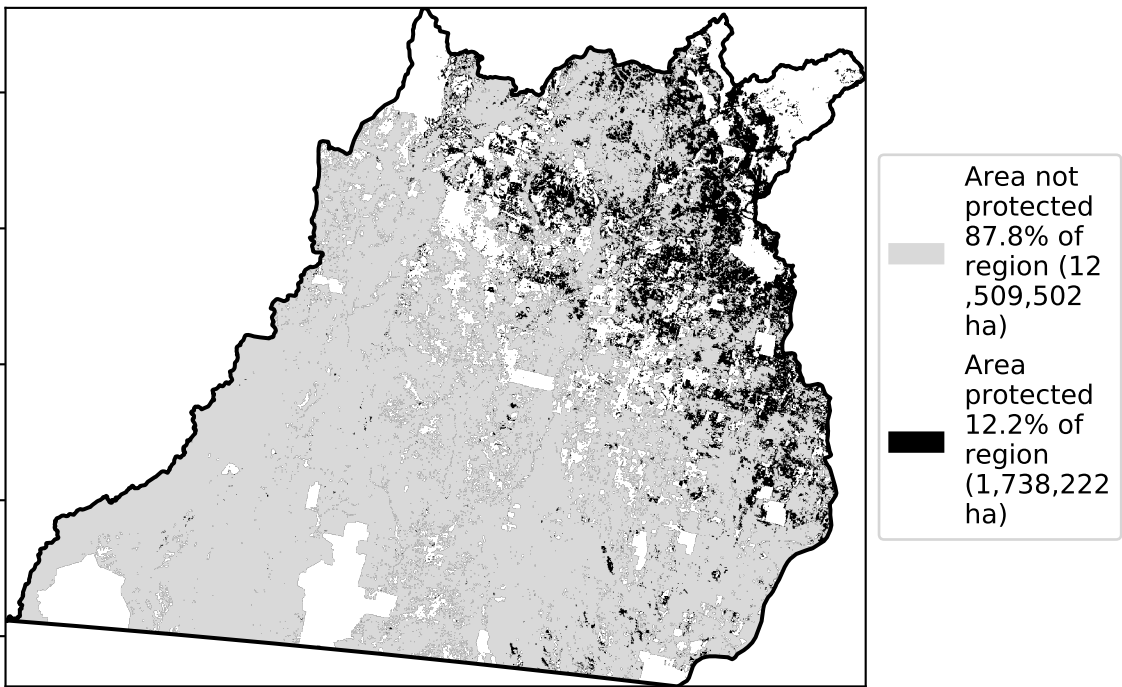 Area not
protected
87.8% of
region (12
,509,502
ha)
Area
protected
12.2% of
region
(1,738,222
ha)